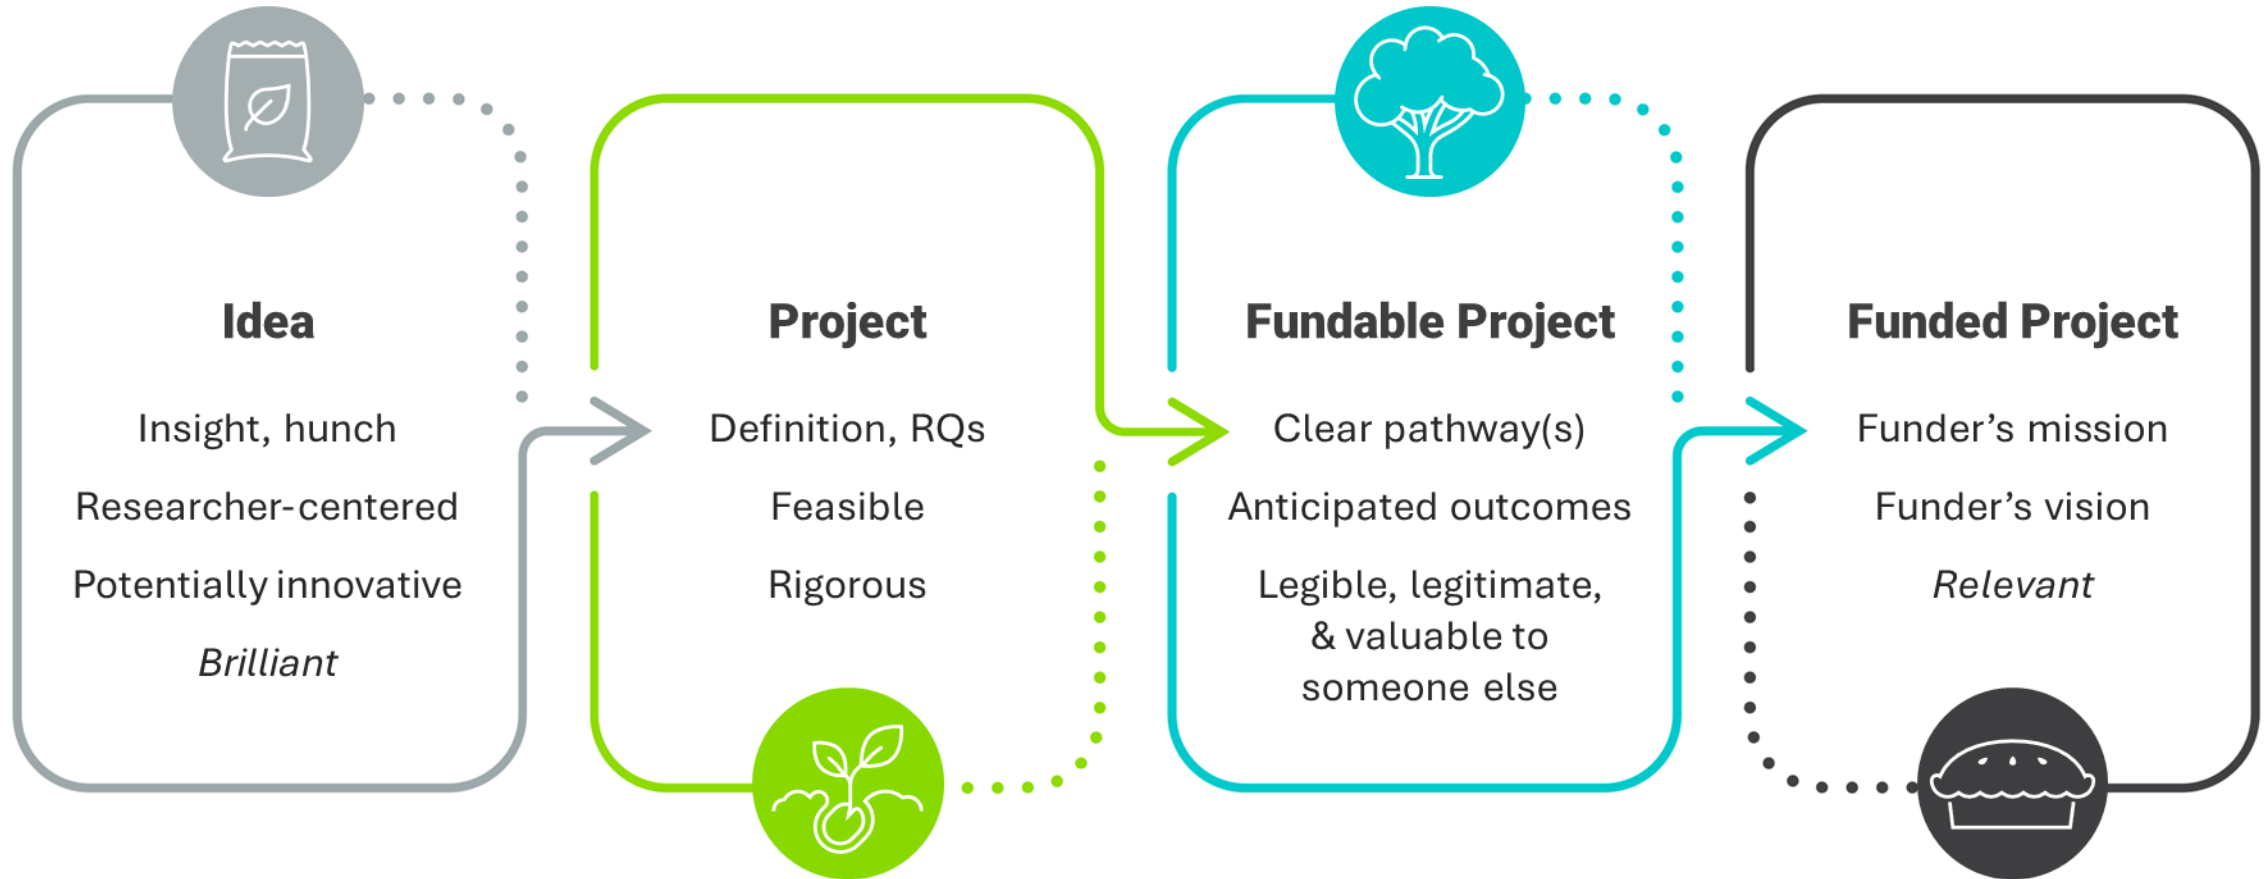 Idea
Insight, hunch
Researcher-centered
Potentially innovative
Brilliant
Project
Definition, RQs
Feasible
Rigorous
Fundable Project
Clear pathway(s)
Anticipated outcomes
Legible, legitimate,
& valuable to
someone else
Funded Project
Funder’s mission
Funder’s vision
Relevant